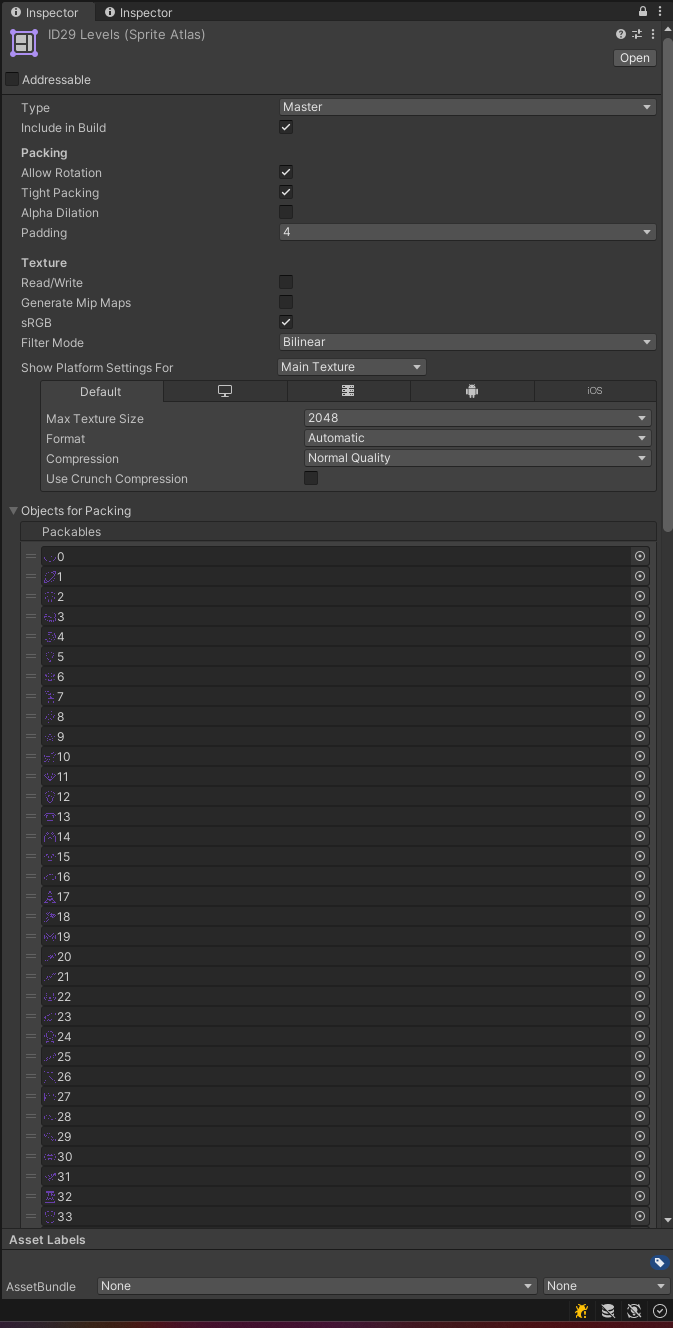 Inspector Inspector
ID29 Levels (Sprite Atlas)
Open
Addressable
Type Master
Include in Build
Packing
Allow Rotation
Tight Packing
Alpha Dilation
Padding 4
Texture
Read/Write
Generate Mip Maps
sRGB
Filter Mode Bilinear
Show Platform Settings For Main Texture
Default iOS
Max Texture Size 2048
Format Automatic
Compression Normal Quality
Use Crunch Compression
Objects for Packing
Packables
0
1
2
3
4
5
6
7
8
9
10
11
12
13
14
15
16
17
18
19
20
21
22
23
24
25
26
27
28
29
30
31
32
33
Asset Labels
AssetBundle None None